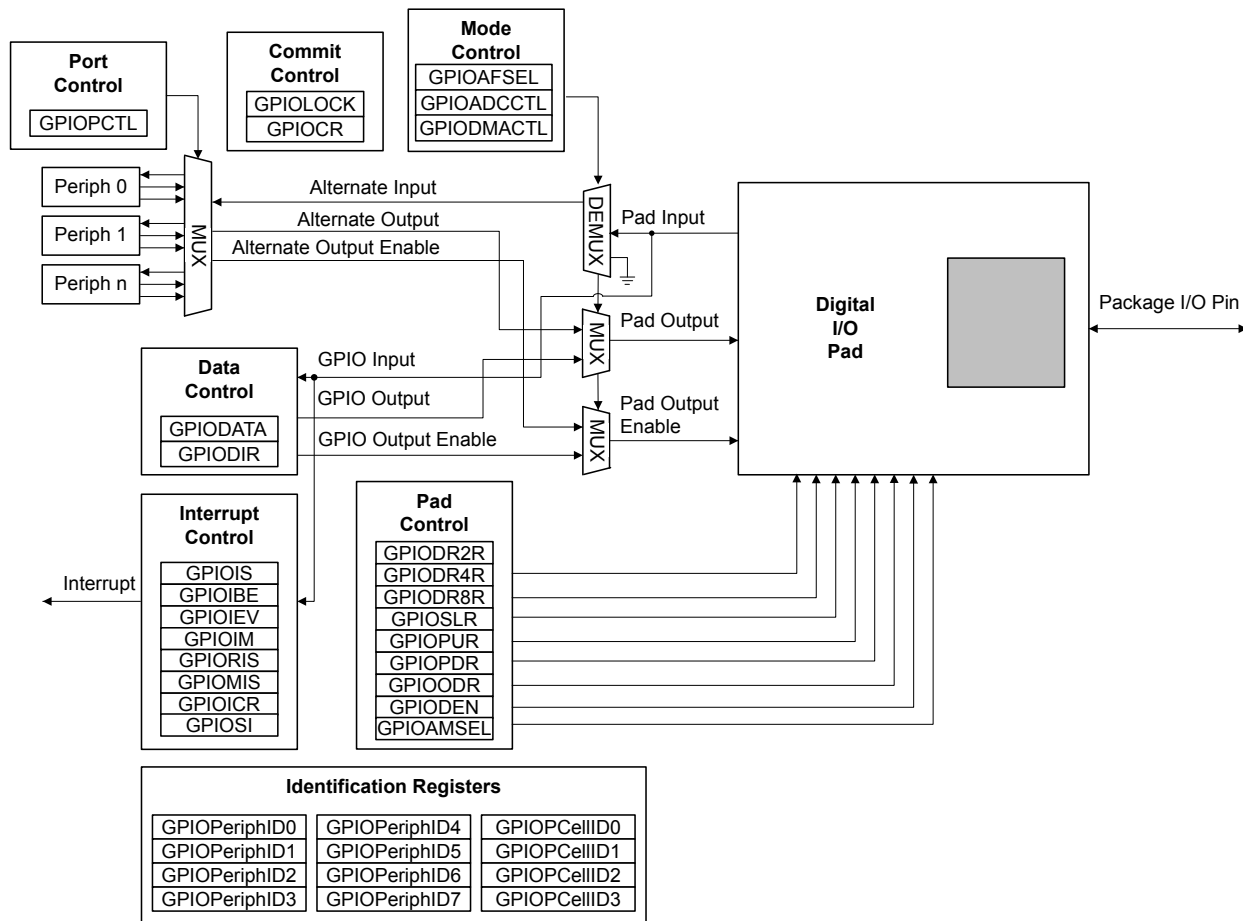 Port
Control
GPIOPCTL
Commit
Control
GPIOLOCK
GPIOCR
Mode
Control
GPIOAFSEL
GPIOADCCTL
GPIODMACTL
Periph 0
Periph 1
Periph n
MUX
Alternate Input
Alternate Output
Alternate Output Enable
DEMUX
Pad Input
MUX
Pad Output
MUX
Pad Output
Enable
Digital
I/O
Pad
Package I/O Pin
Data
Control
GPIODATA
GPIODIR
GPIO Input
GPIO Output
GPIO Output Enable
Interrupt
Control
GPIOIS
GPIOIBE
GPIOIEV
GPIOIM
GPIORIS
GPIOMIS
GPIOICR
GPIOSI
Interrupt
Pad
Control
GPIODR2R
GPIODR4R
GPIODR8R
GPIOSLR
GPIOPUR
GPIOPDR
GPIOODR
GPIODEN
GPIOAMSEL
Identification Registers
GPIOPeriphID0
GPIOPeriphID1
GPIOPeriphID2
GPIOPeriphID3
GPIOPeriphID4
GPIOPeriphID5
GPIOPeriphID6
GPIOPeriphID7
GPIOPCellID0
GPIOPCellID1
GPIOPCellID2
GPIOPCellID3